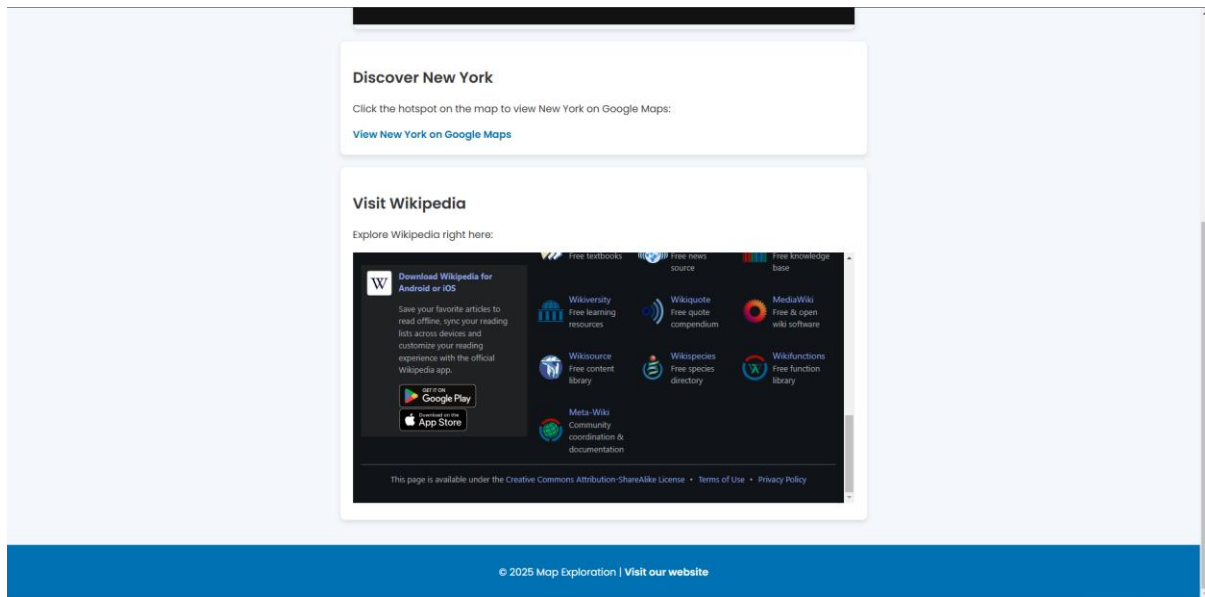 Discover New York
Click the hotspot on the map to view New York on Google Maps:
View New York on Google Maps
Visit Wikipedia
Explore Wikipedia right here:
W
Download Wikipedia for
Android or iOS
Save your favorite articles to
read offline, sync your reading
lists across devices and
customize your reading
experience with the official
Wikipedia app.
GET IT ON
Google Play
Download on the
App Store
Free textbooks
Free news
source
Free knowledge
base
Wikiversity
Free learning
resources
Wikiquote
Free quote
compendium
MediaWiki
Free & open
wiki software
Wikisource
Free content
library
Wikispecies
Free species
directory
Wikifunctions
Free function
library
Meta-Wiki
Community
coordination &
documentation
This page is available under the Creative Commons Attribution-ShareAlike License • Terms of Use • Privacy Policy
© 2025 Map Exploration | Visit our website